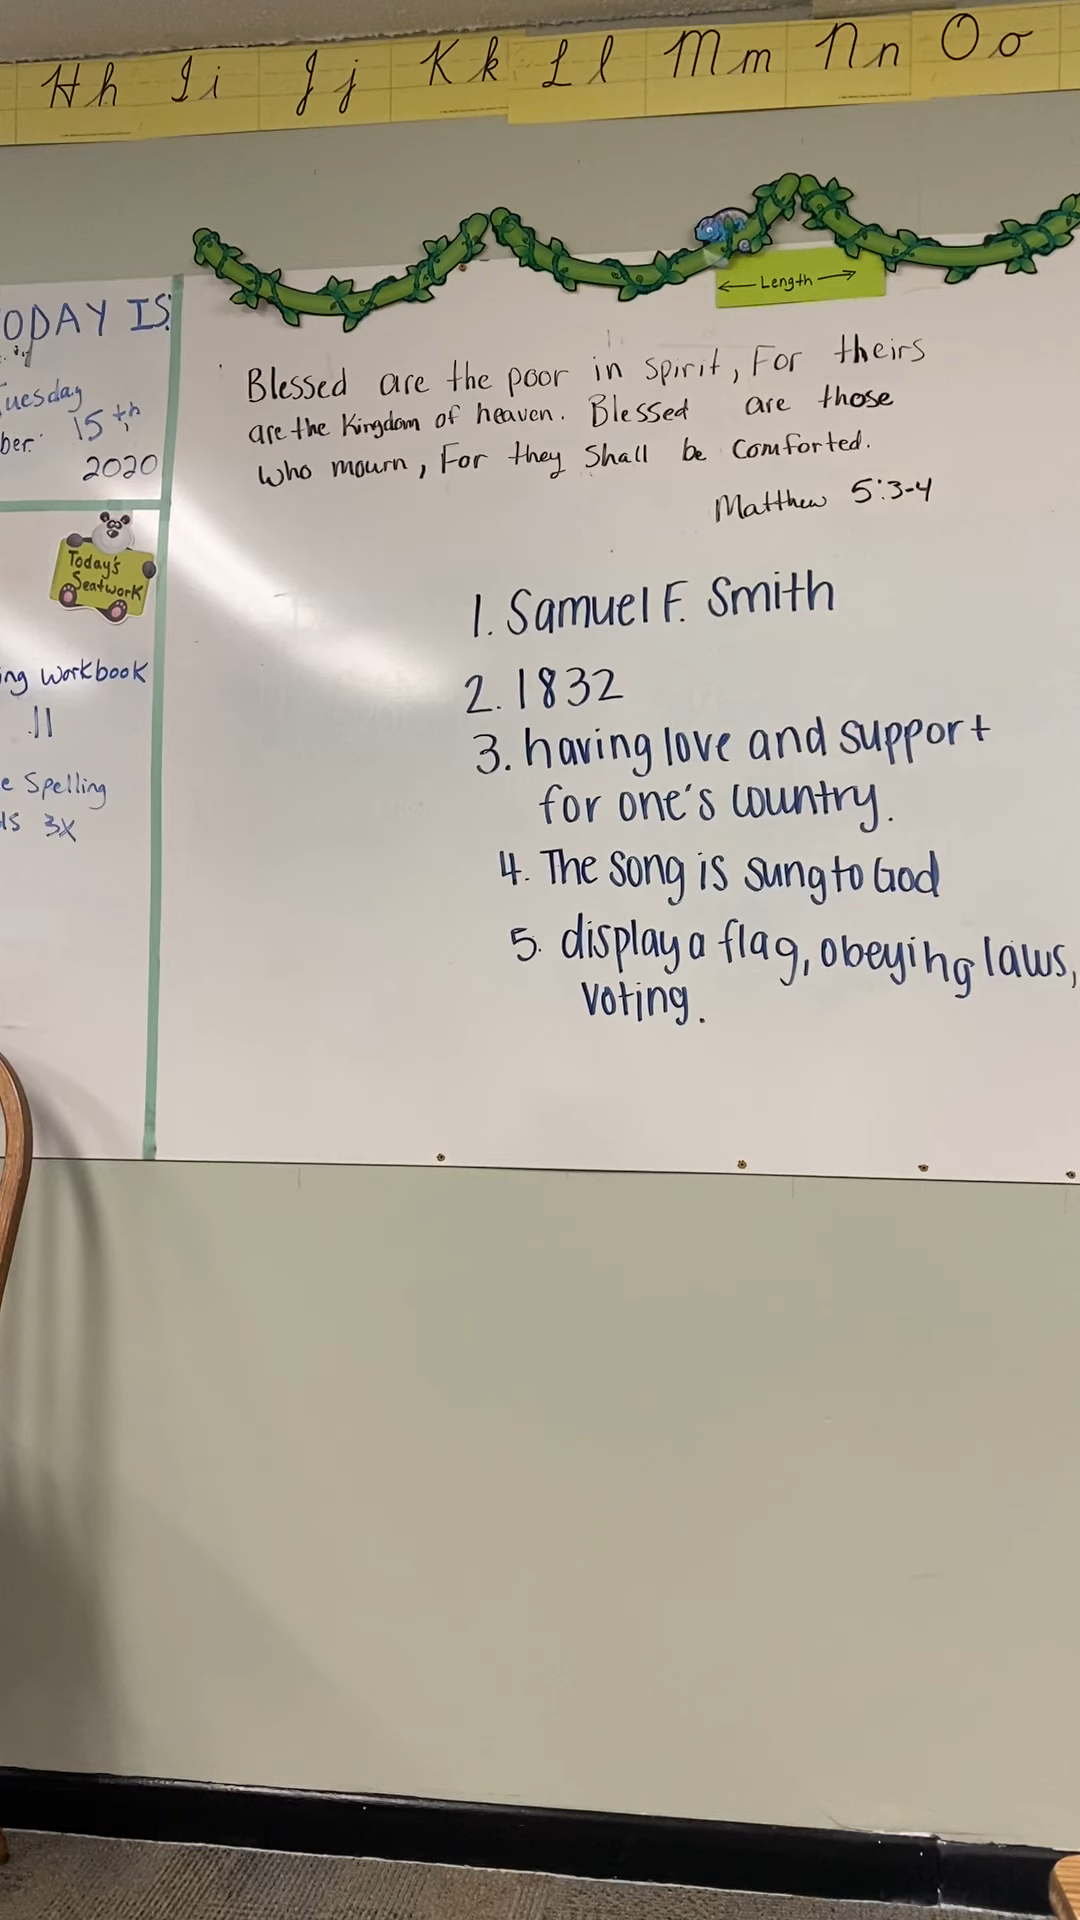 Hh Ii Jj Kk Ll Mm Nn Oo
Length
ODAY IS:
Tuesday
ber: 15th
2020
Today's
Seatwork
ing Workbook
11
e Spelling
ds 3x
Blessed are the poor in spirit, For theirs
are the Kingdom of heaven. Blessed are those
who mourn, For they Shall be Comforted.
Matthew 5:3-4
1. Samuel F. Smith
2. 1832
3. having love and support
for one's country.
4. The song is sung to God
5. display a flag, obeying laws,
voting.